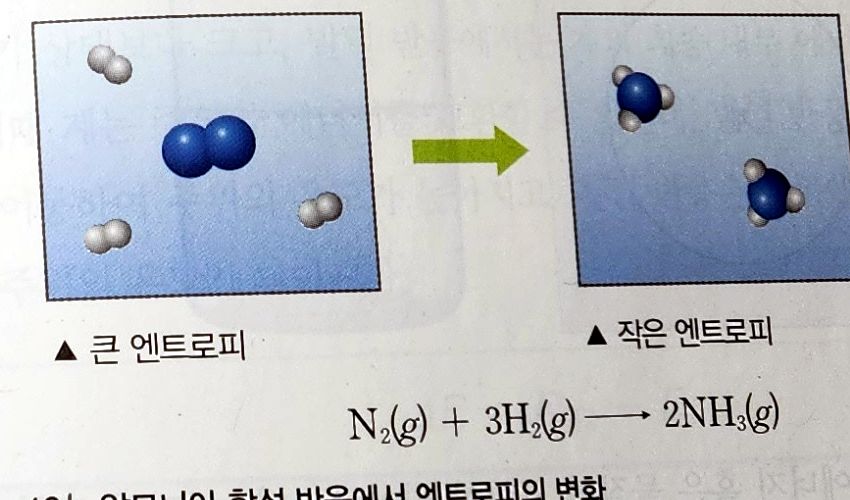 ▲ 큰 엔트로피
▲ 작은 엔트로피
N₂(g) + 3H₂(g) ⟶ 2NH₃(g)
암모니아 합성 반응에서 엔트로피의 변화